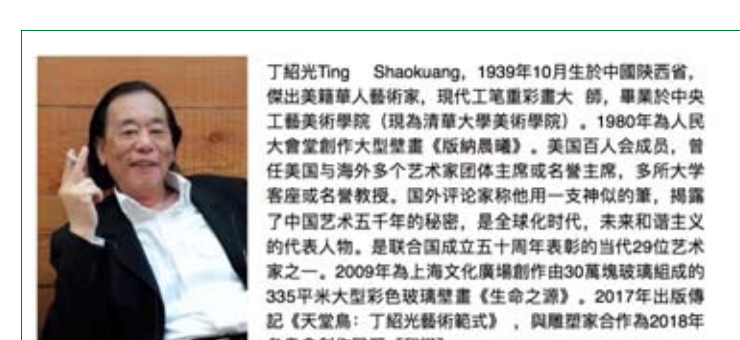 丁紹光Ting Shaokuang，1939年10月生於中國陝西省，
傑出美籍華人藝術家，現代工笔重彩畫大 師，畢業於中央
工藝美術學院（現為清華大學美術學院）。1980年為人民
大會堂創作大型壁畫《版納晨曦》。美国百人会成员，曾
任美国与海外多个艺术家团体主席或名誉主席，多所大学
客座或名誉教授。国外评论家称他用一支神似的筆，揭露
了中国艺术五千年的秘密，是全球化时代，未来和谐主义
的代表人物。是联合国成立五十周年表彰的当代29位艺术
家之一。2009年為上海文化廣場創作由30萬塊玻璃組成的
335平米大型彩色玻璃壁畫《生命之源》。2017年出版傳
記《天堂鳥：丁紹光藝術範式》，與雕塑家合作為2018年